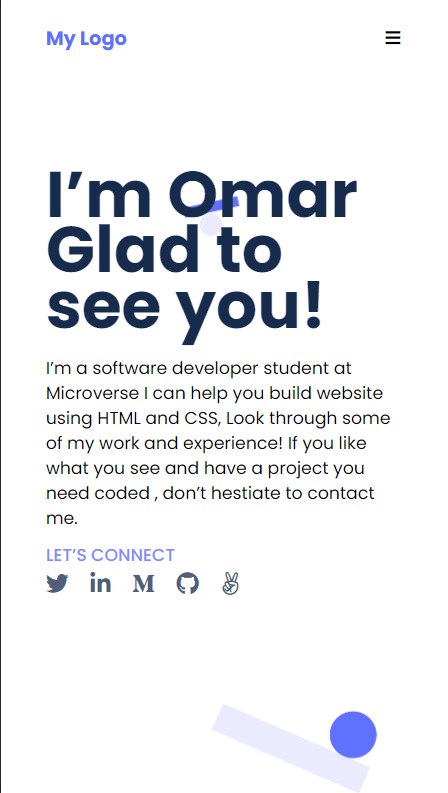 My Logo
I’m Omar
Glad to
see you!
I’m a software developer student at
Microverse I can help you build website
using HTML and CSS, Look through some
of my work and experience! If you like
what you see and have a project you
need coded , don’t hestiate to contact
me.
LET’S CONNECT